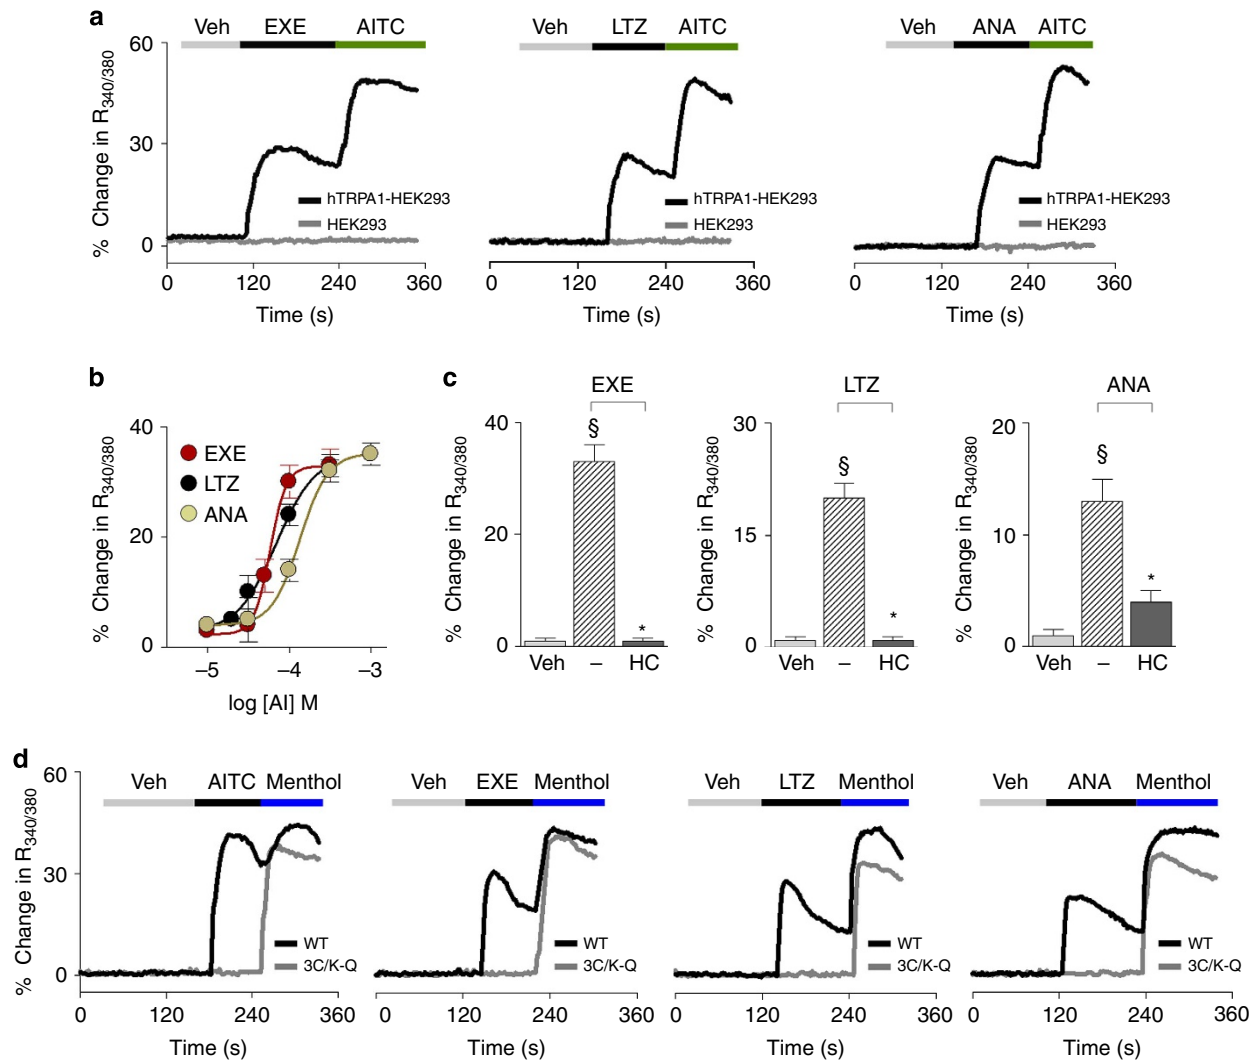 a
Veh EXE AITC
Veh LTZ AITC
Veh ANA AITC
% Change in R340/380
60
30
0
hTRPA1-HEK293
HEK293
hTRPA1-HEK293
HEK293
hTRPA1-HEK293
HEK293
0 120 240 360
0 120 240 360
0 120 240 360
Time (s)
Time (s)
Time (s)
b
% Change in R340/380
40
20
0
EXE
LTZ
ANA
–5 –4 –3
log [AI] M
c
EXE
% Change in R340/380
40
20
0
§
*
Veh – HC
LTZ
% Change in R340/380
30
15
0
§
*
Veh – HC
ANA
% Change in R340/380
20
10
0
§
*
Veh – HC
d
% Change in R340/380
60
30
0
Veh AITC Menthol
Veh EXE Menthol
Veh LTZ Menthol
Veh ANA Menthol
WT
3C/K-Q
WT
3C/K-Q
WT
3C/K-Q
WT
3C/K-Q
0 120 240 360
0 120 240 360
0 120 240 360
0 120 240 360
Time (s)
Time (s)
Time (s)
Time (s)